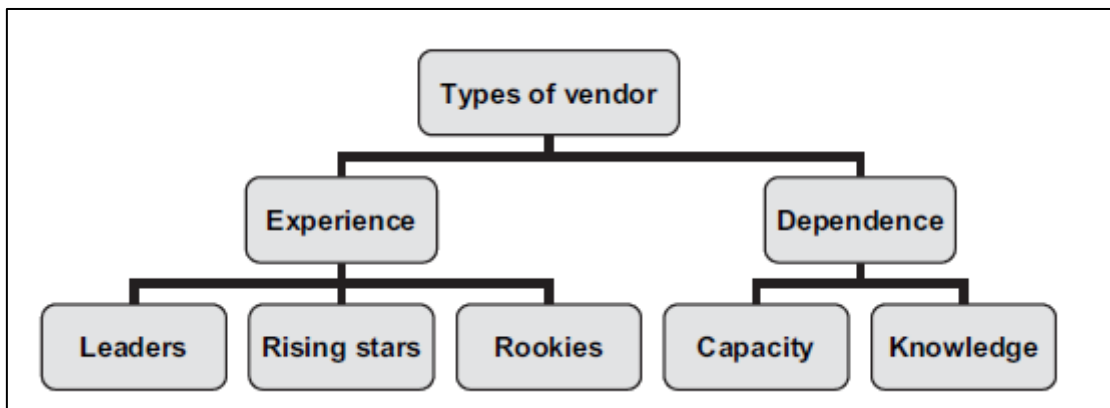 Types of vendor
Experience
Dependence
Leaders
Rising stars
Rookies
Capacity
Knowledge